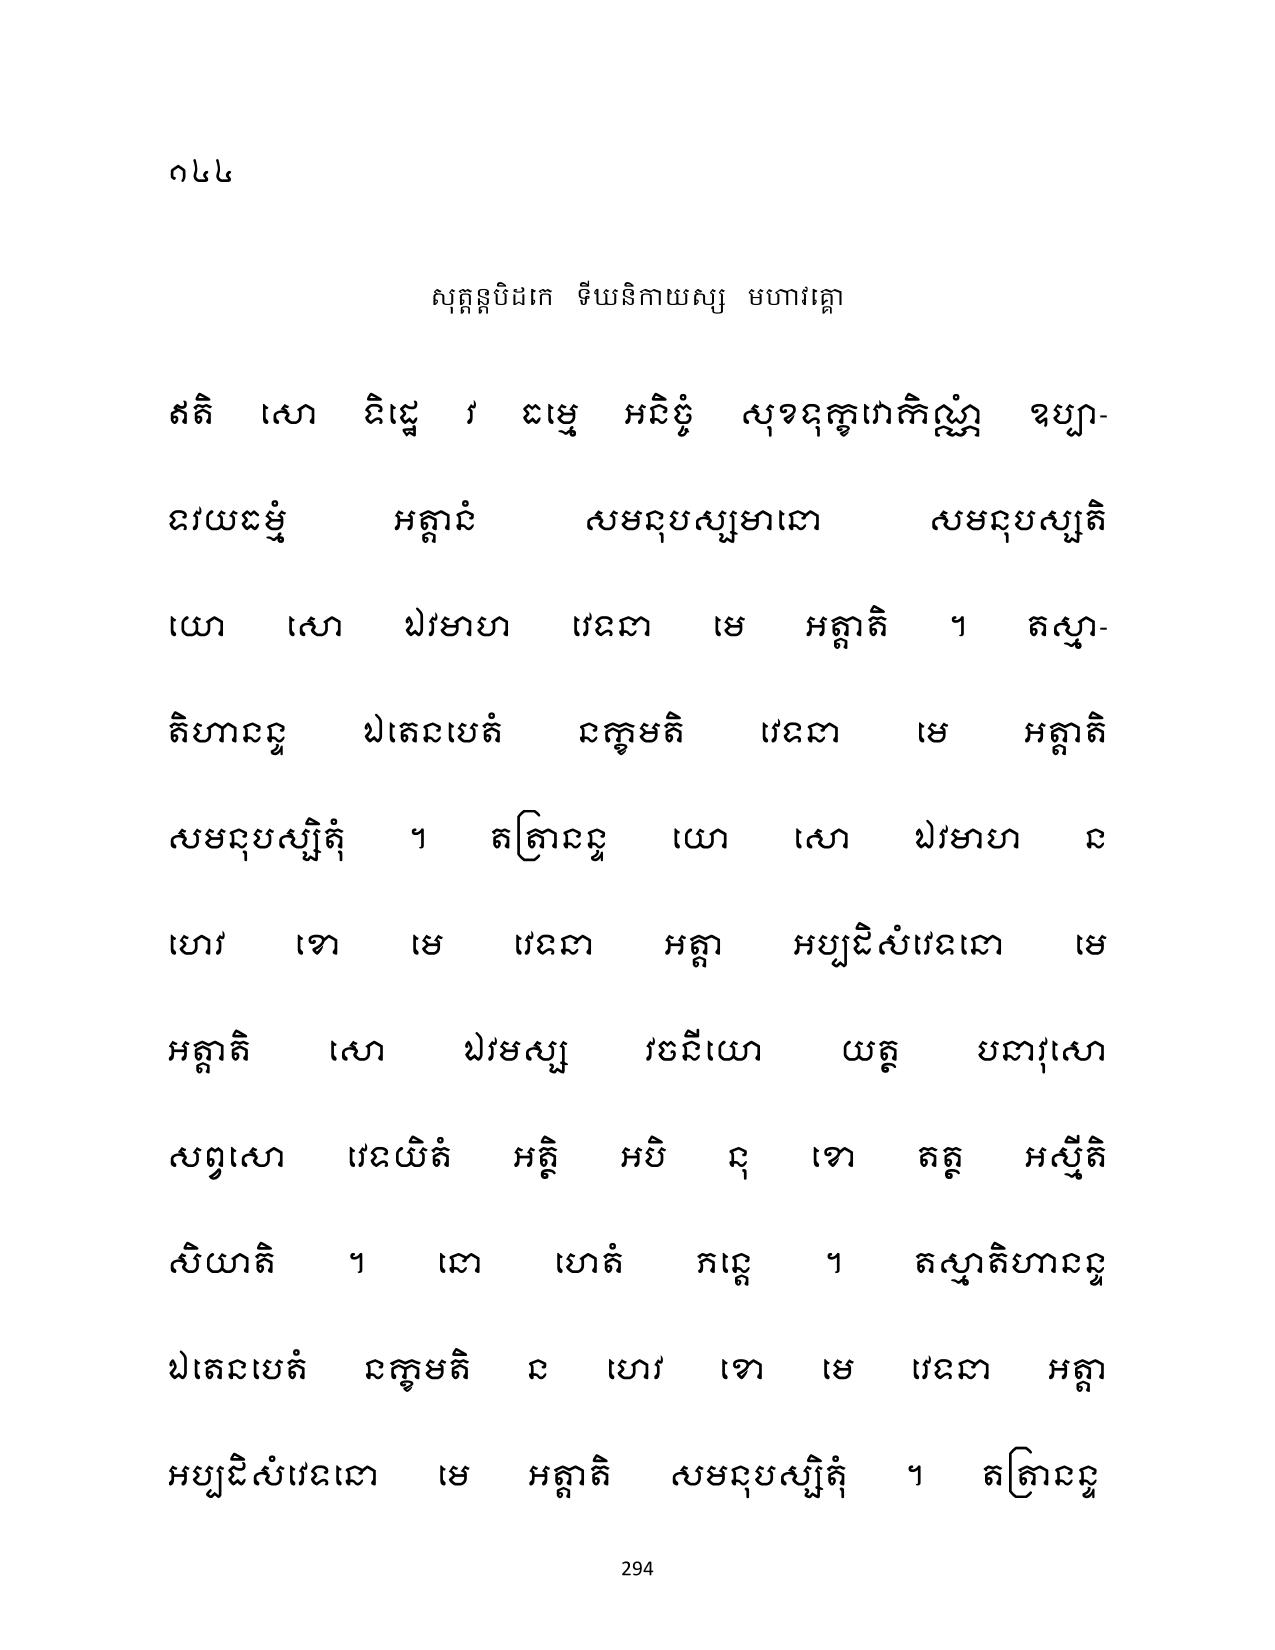 ១៤៤
សុត្តន្តបិដកេ ទីឃនិកាយស្ស មហាវគ្គោ
ឥតិ សោ ទិដ្ឋេ វ ធម្មេ អនិច្ចំ សុខទុក្ខវោកិណ្ណំ ឧប្បា-
ទវយធម្មំ អត្តានំ សមនុបស្សមានោ សមនុបស្សតិ
យោ សោ ឯវមាហ វេទនា មេ អត្តាតិ ។ តស្មា-
តិហានន្ទ ឯតេនបេតំ នក្ខមតិ វេទនា មេ អត្តាតិ
សមនុបស្សិតុំ ។ តត្រានន្ទ យោ សោ ឯវមាហ ន
ហេវ ខោ មេ វេទនា អត្តា អប្បដិសំវេទនោ មេ
អត្តាតិ សោ ឯវមស្ស វចនីយោ យត្ថ បនាវុសោ
សព្វសោ វេទយិតំ អត្ថិ អបិ នុ ខោ តត្ថ អស្មីតិ
សិយាតិ ។ នោ ហេតំ ភន្តេ ។ តស្មាតិហានន្ទ
ឯតេនបេតំ នក្ខមតិ ន ហេវ ខោ មេ វេទនា អត្តា
អប្បដិសំវេទនោ មេ អត្តាតិ សមនុបស្សិតុំ ។ តត្រានន្ទ
294